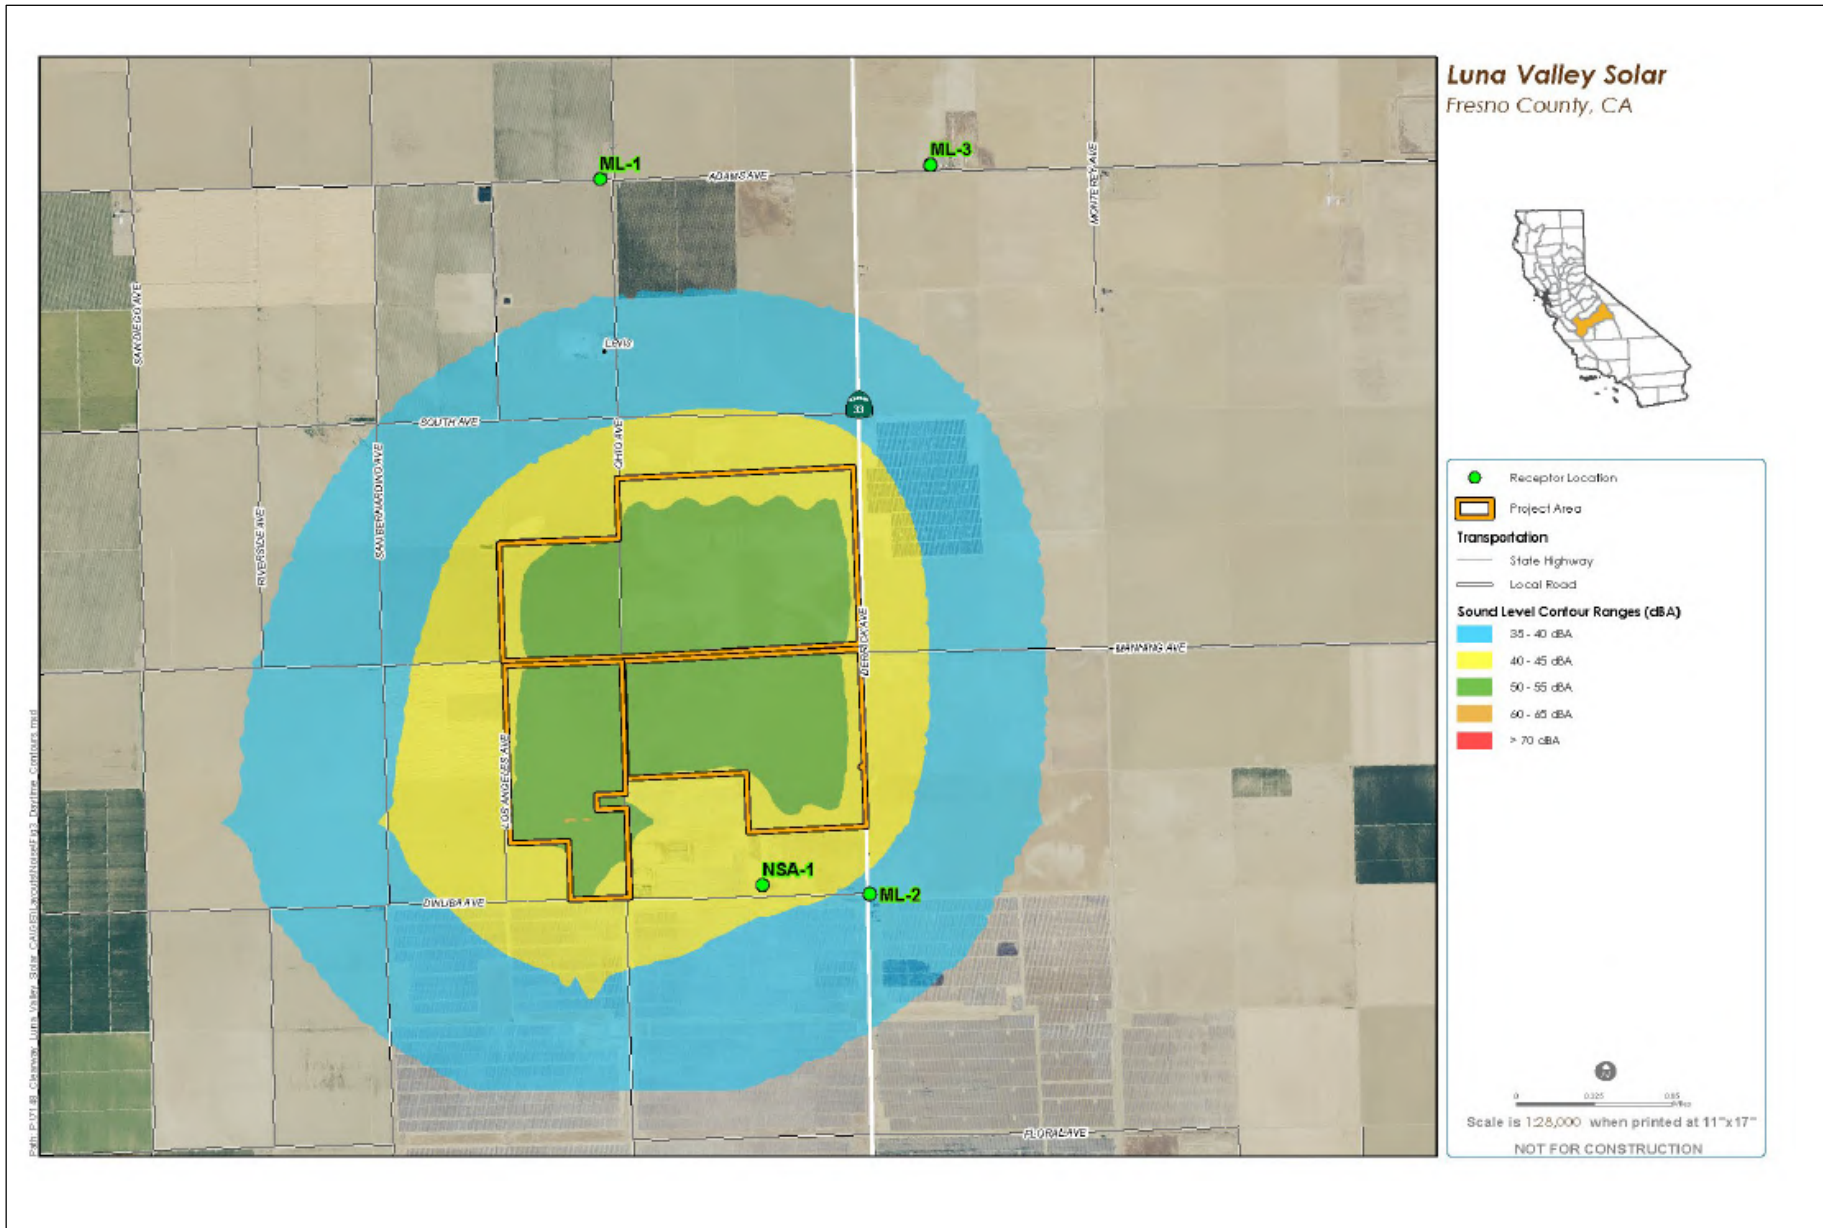 Luna Valley Solar
Fresno County, CA
ML-1
ML-3
ADAMS AVE
MONTEREY AVE
SAN DIEGO AVE
LEVIS
33
SOUTH AVE
OHIO AVE
SAN BERNARDINO AVE
RIVERSIDE AVE
DERRICK AVE
MANNING AVE
LOS ANGELES AVE
NSA-1
ML-2
DINUBA AVE
FLORAL AVE
Receptor Location
Project Area
Transportation
State Highway
Local Road
Sound Level Contour Ranges (dBA)
35 - 40 dBA
40 - 45 dBA
50 - 55 dBA
60 - 65 dBA
> 70 dBA
Scale is 1:28,000 when printed at 11"x17"
NOT FOR CONSTRUCTION